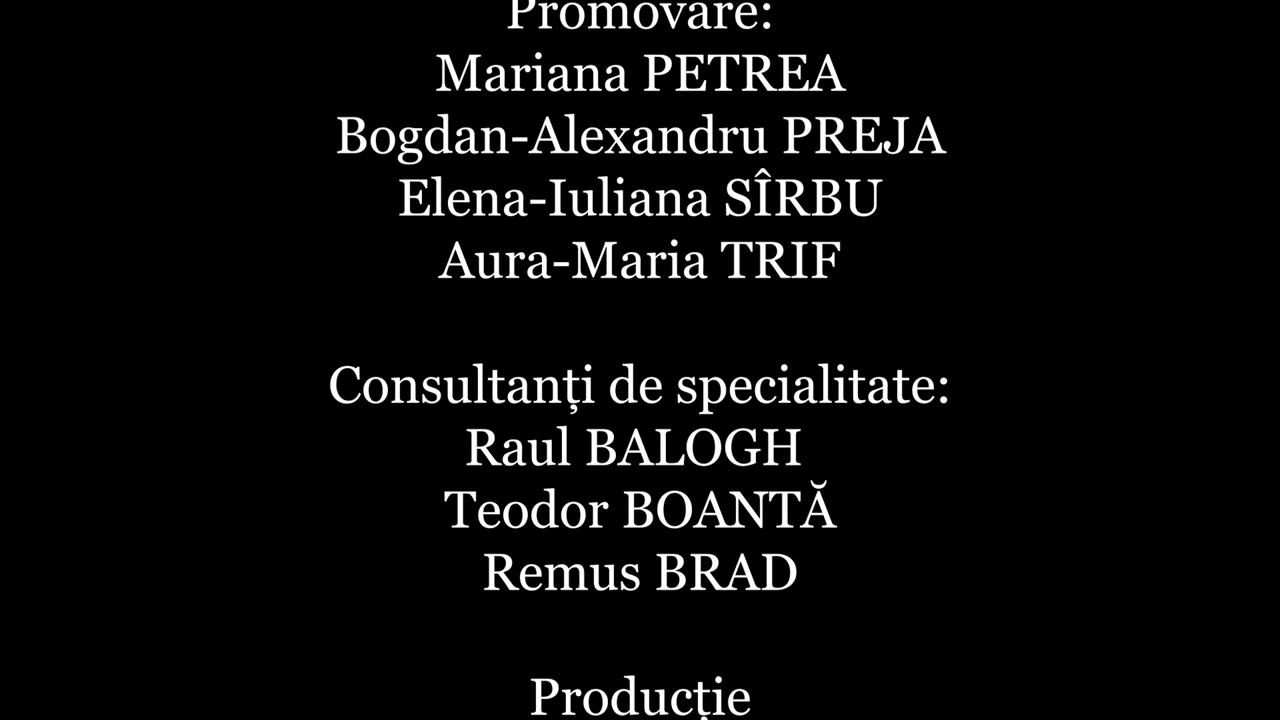 Promovare:
Mariana PETREA
Bogdan-Alexandru PREJA
Elena-Iuliana SÎRBU
Aura-Maria TRIF
Consultanți de specialitate:
Raul BALOGH
Teodor BOANTĂ
Remus BRAD
Producție